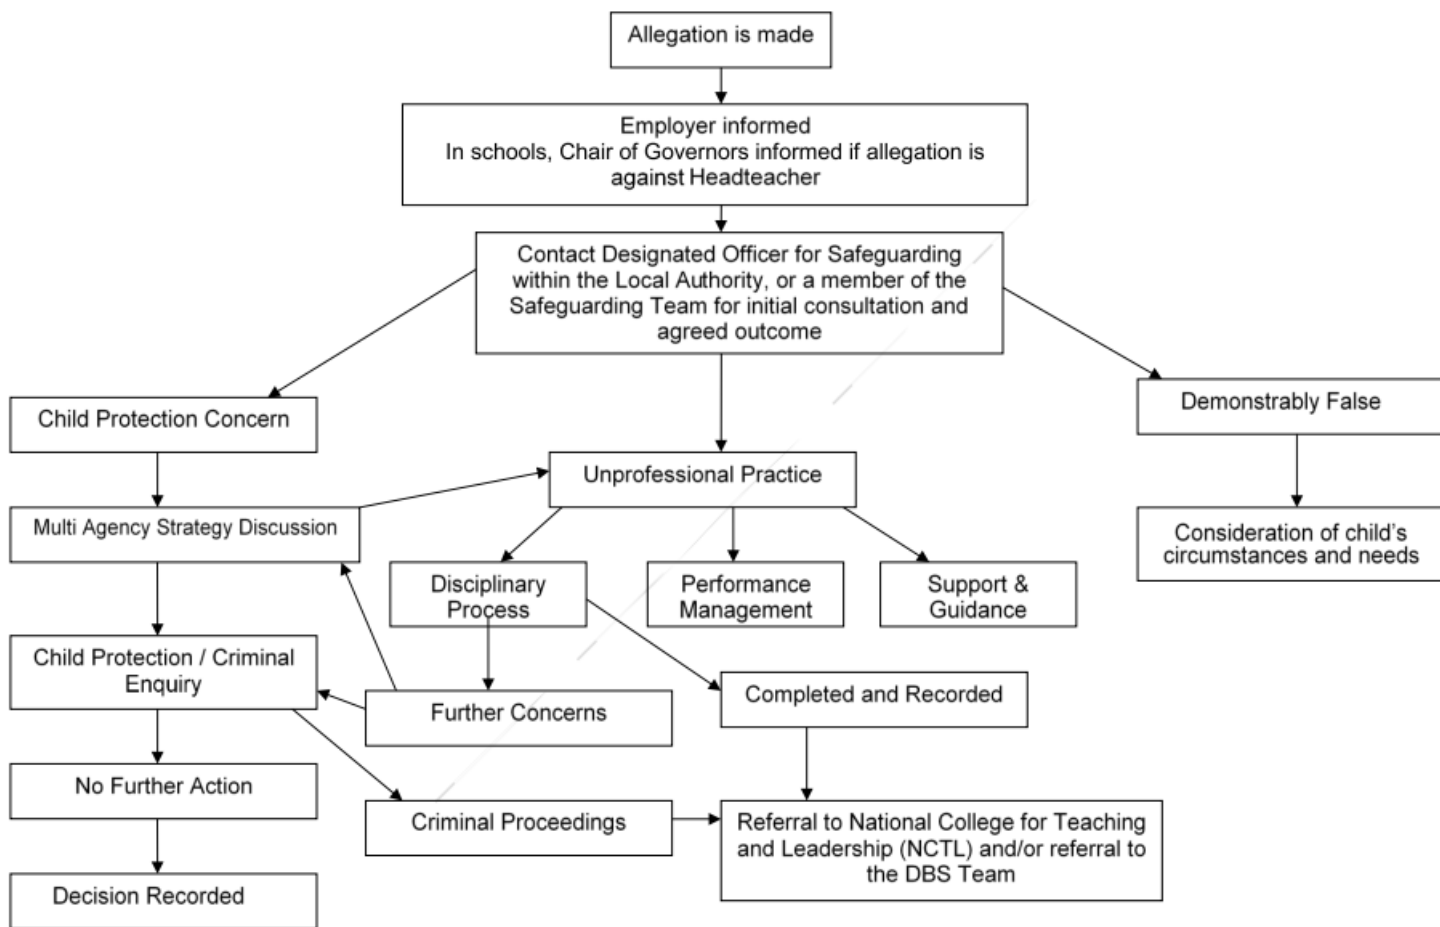 Allegation is made
Employer informed
In schools, Chair of Governors informed if allegation is
against Headteacher
Contact Designated Officer for Safeguarding
within the Local Authority, or a member of the
Safeguarding Team for initial consultation and
agreed outcome
Child Protection Concern
Demonstrably False
Unprofessional Practice
Multi Agency Strategy Discussion
Consideration of child's
circumstances and needs
Disciplinary
Process
Performance
Management
Support &
Guidance
Child Protection / Criminal
Enquiry
Further Concerns
Completed and Recorded
No Further Action
Criminal Proceedings
Referral to National College for Teaching
and Leadership (NCTL) and/or referral to
the DBS Team
Decision Recorded